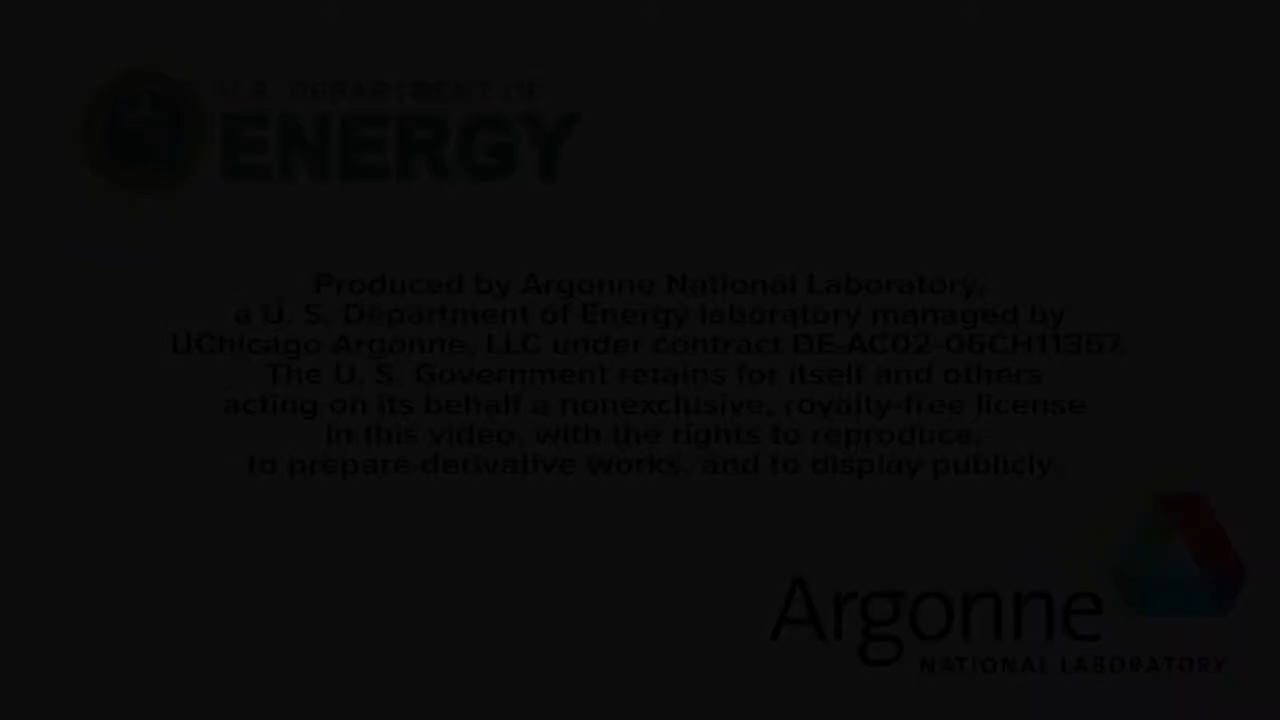 U.S. DEPARTMENT OF
ENERGY
Produced by Argonne National Laboratory,
a U. S. Department of Energy laboratory managed by
UChicago Argonne, LLC under contract DE-AC02-06CH11357.
The U. S. Government retains for itself and others
acting on its behalf a nonexclusive, royalty-free license
in this video, with the rights to reproduce,
to prepare derivative works, and to display publicly.
Argonne
NATIONAL LABORATORY